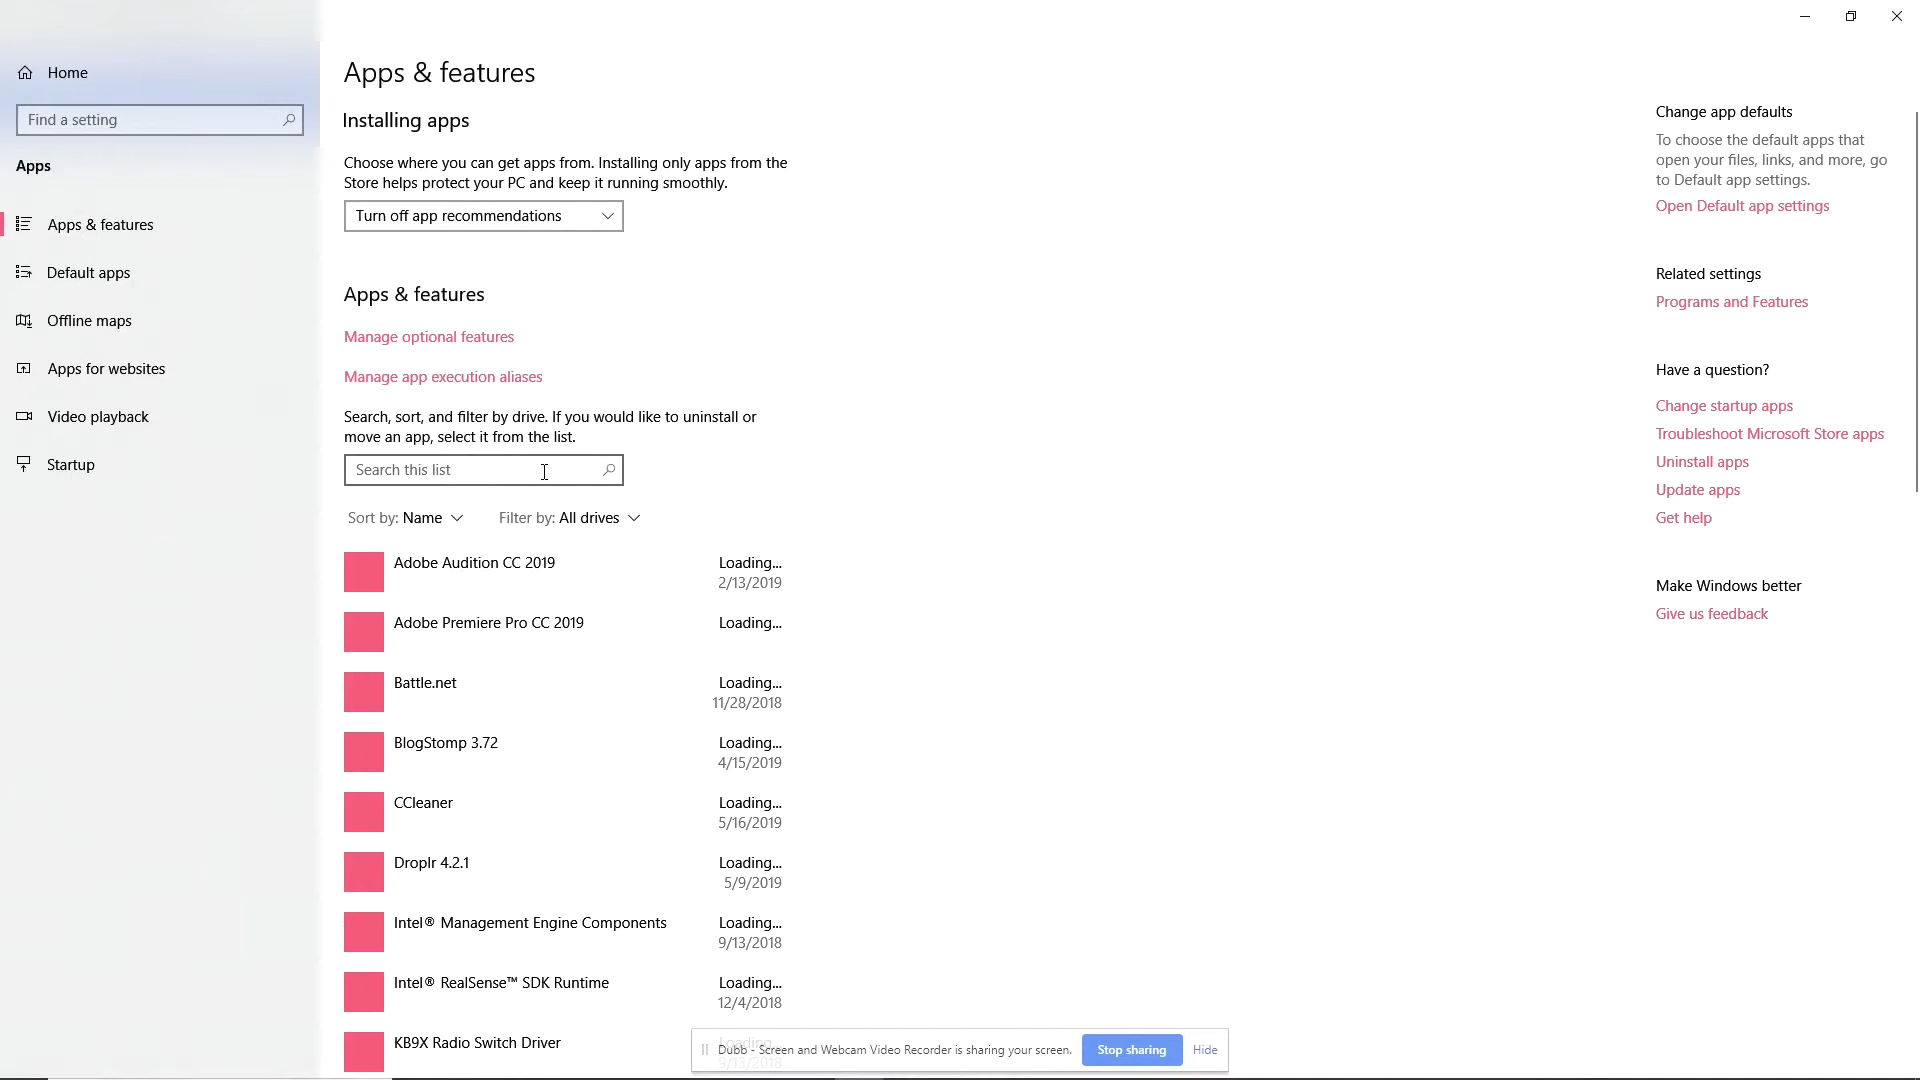 Home
Find a setting
Apps
Apps & features
Default apps
Offline maps
Apps for websites
Video playback
Startup
Apps & features
Installing apps
Choose where you can get apps from. Installing only apps from the
Store helps protect your PC and keep it running smoothly.
Turn off app recommendations
Apps & features
Manage optional features
Manage app execution aliases
Search, sort, and filter by drive. If you would like to uninstall or
move an app, select it from the list.
Search this list
Sort by: Name Filter by: All drives
Adobe Audition CC 2019 Loading...
2/13/2019
Adobe Premiere Pro CC 2019 Loading...
Battle.net Loading...
11/28/2018
BlogStomp 3.72 Loading...
4/15/2019
CCleaner Loading...
5/16/2019
Droplr 4.2.1 Loading...
5/9/2019
Intel® Management Engine Components Loading...
9/13/2018
Intel® RealSense™ SDK Runtime Loading...
12/4/2018
KB9X Radio Switch Driver Loading...
9/13/2018
Dubb - Screen and Webcam Video Recorder is sharing your screen. Stop sharing Hide
Change app defaults
To choose the default apps that
open your files, links, and more, go
to Default app settings.
Open Default app settings
Related settings
Programs and Features
Have a question?
Change startup apps
Troubleshoot Microsoft Store apps
Uninstall apps
Update apps
Get help
Make Windows better
Give us feedback